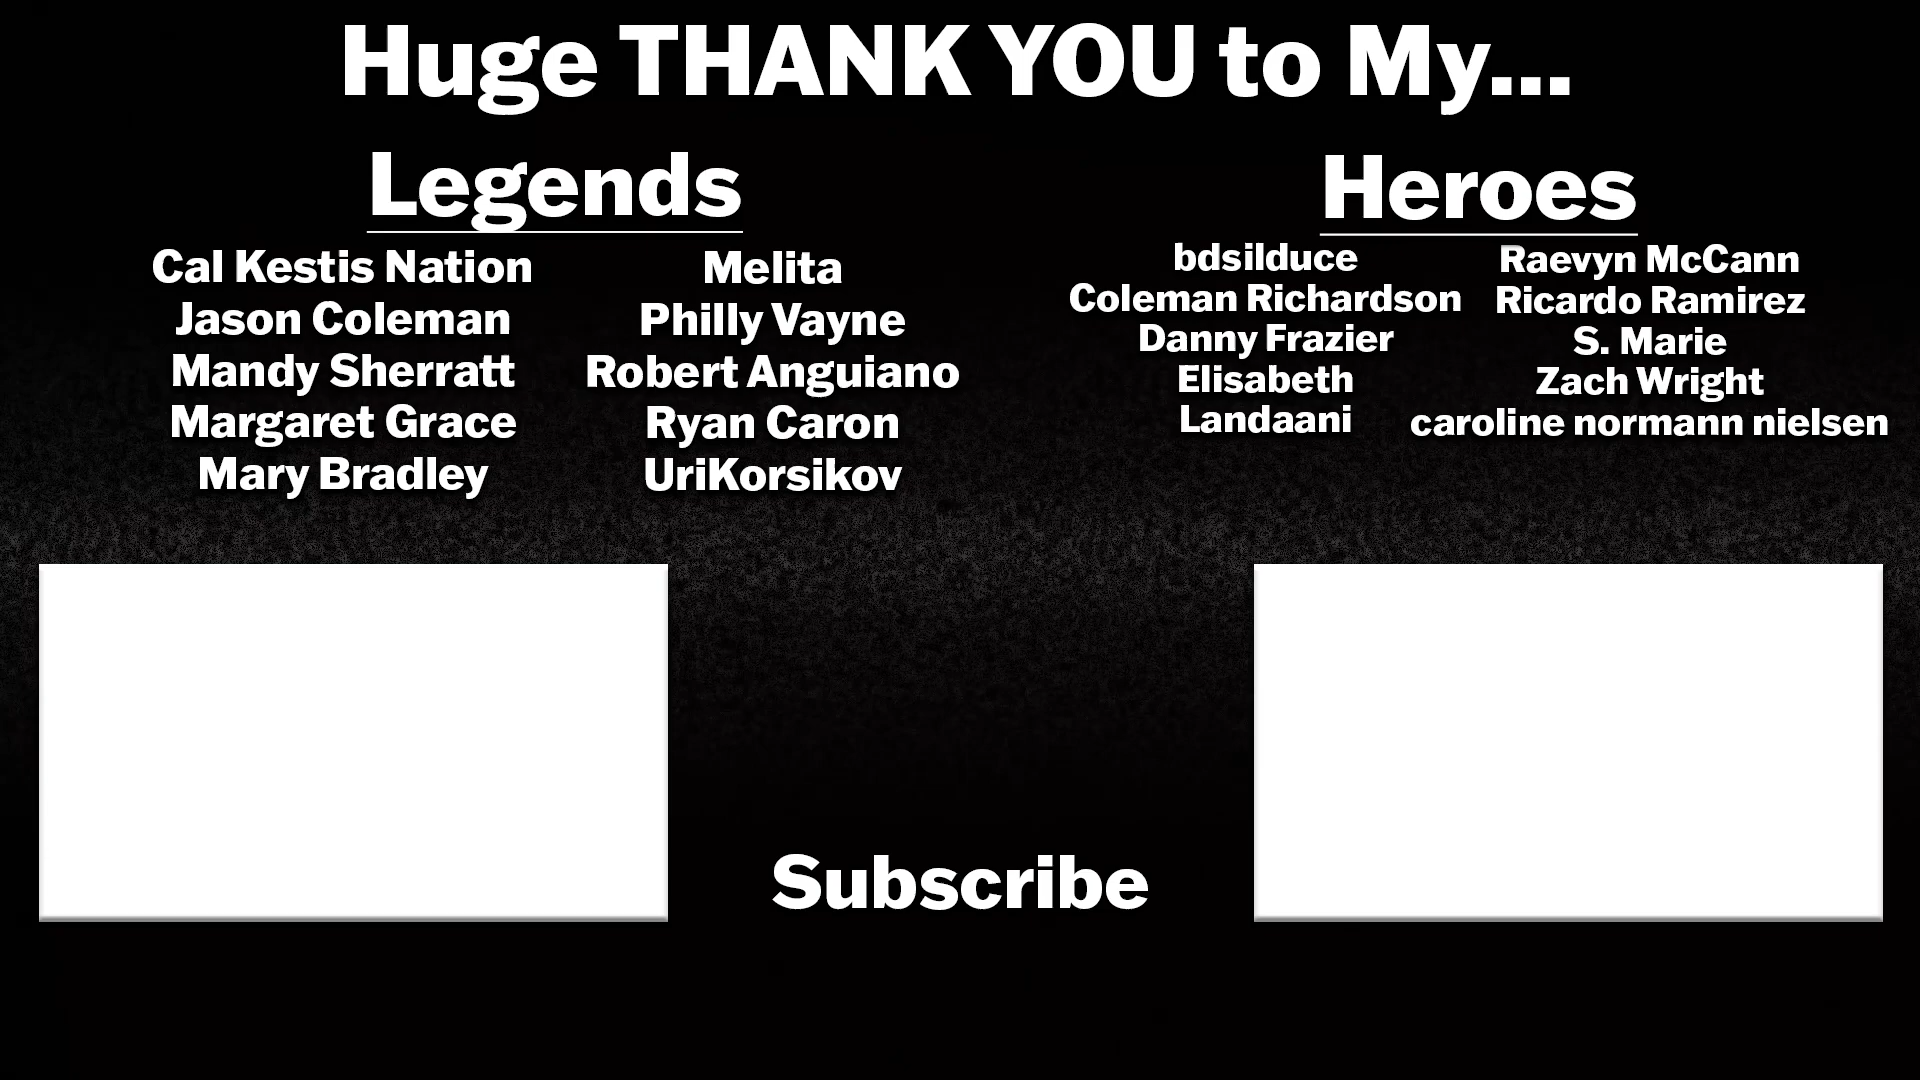 Huge THANK YOU to My...
Legends
Cal Kestis Nation
Jason Coleman
Mandy Sherratt
Margaret Grace
Mary Bradley
Melita
Philly Vayne
Robert Anguiano
Ryan Caron
UriKorsikov
Heroes
bdsilduce
Coleman Richardson
Danny Frazier
Elisabeth
Landaani
Raevyn McCann
Ricardo Ramirez
S. Marie
Zach Wright
caroline normann nielsen
Subscribe